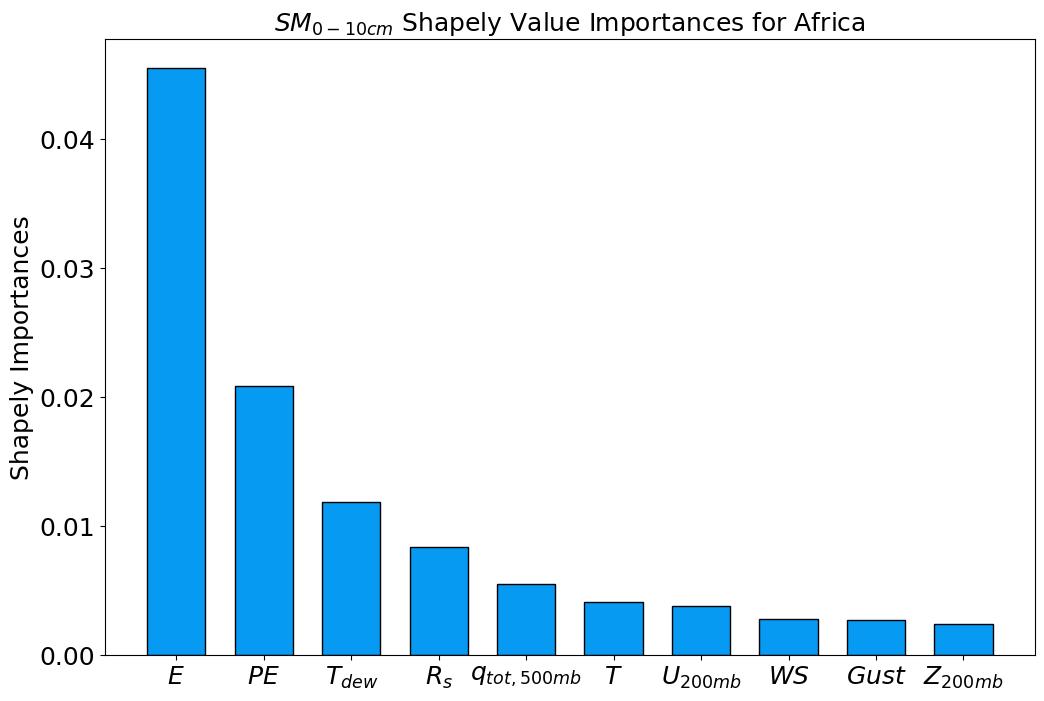 SM0−10cm Shapely Value Importances for Africa
Shapely Importances
0.04
0.03
0.02
0.01
0.00
E PE Tdew Rs qtot, 500mb T U200mb WS Gust Z200mb